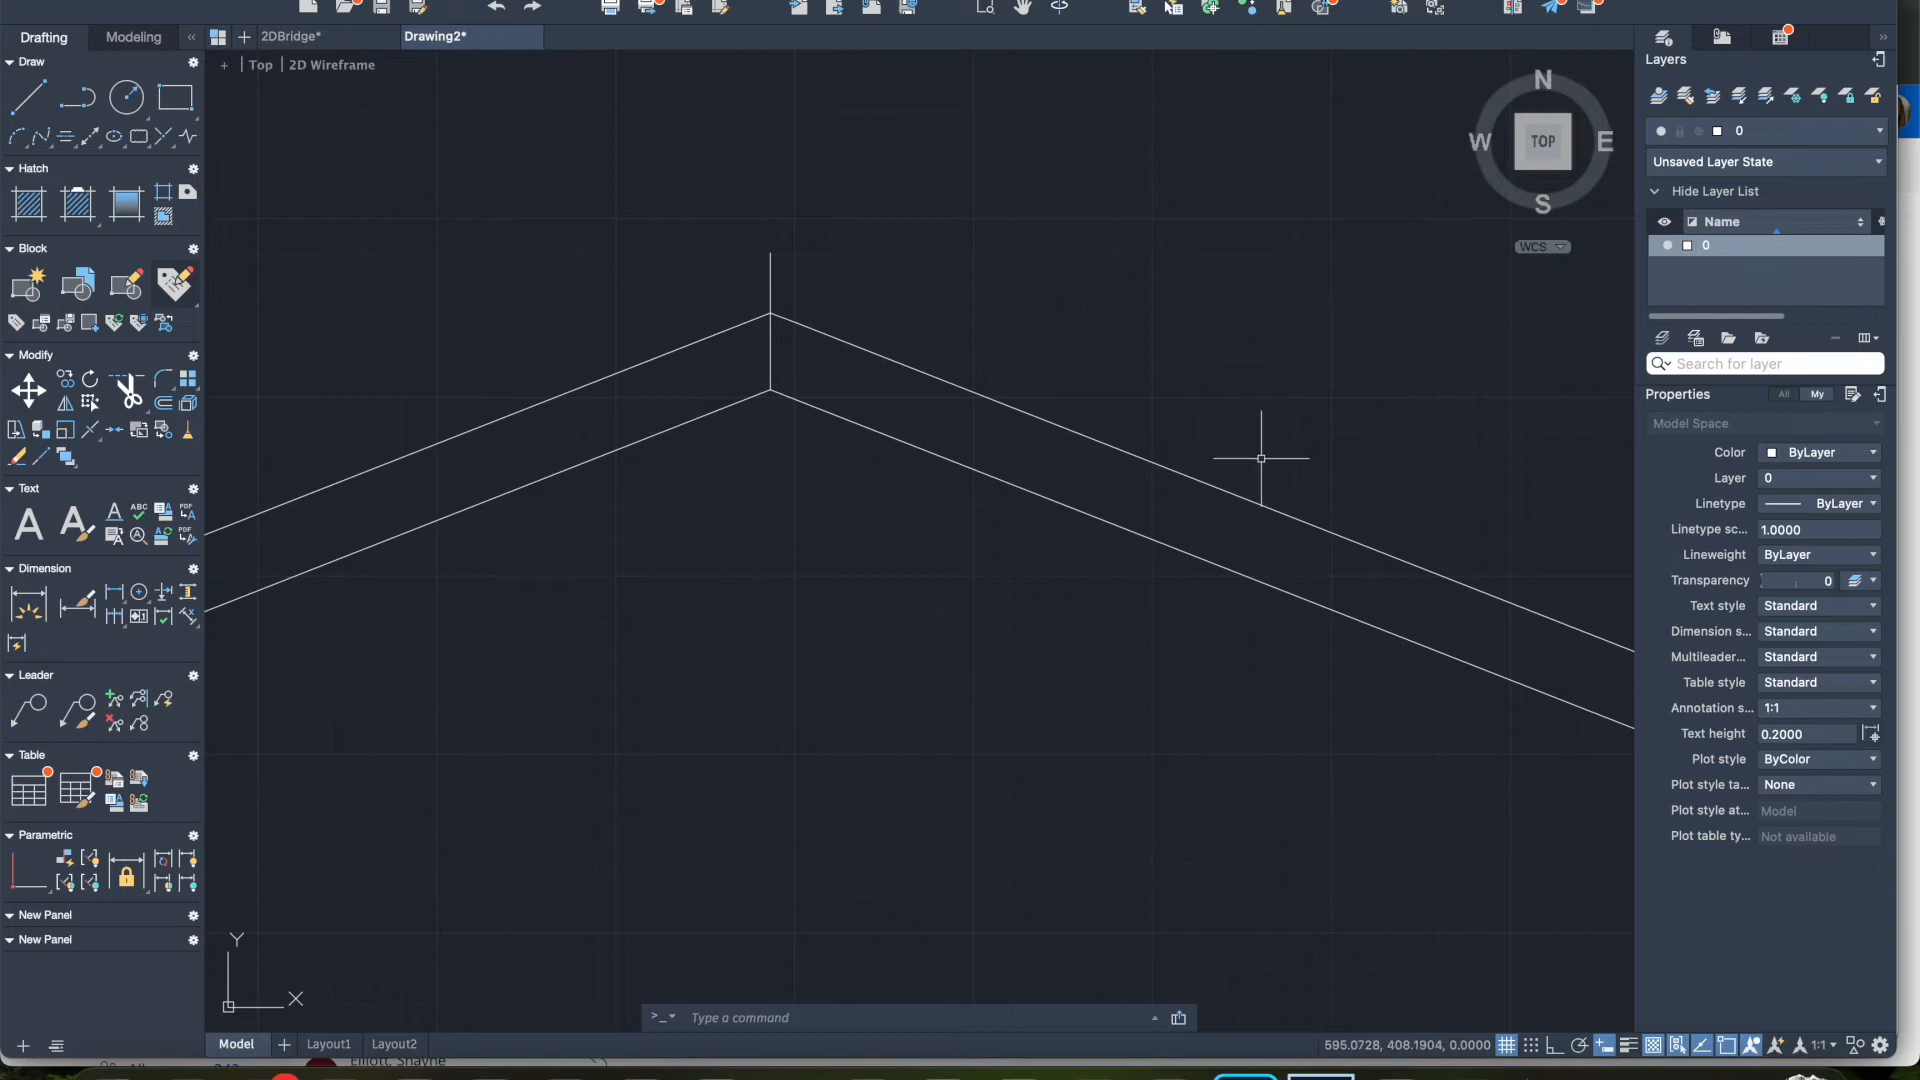 Drafting
Modeling
2DBridge*
Drawing2*
Draw
+ | Top | 2D Wireframe
N
W
TOP
E
S
WCS
Hatch
Block
Modify
Text
ABC
PDF
PDF
Dimension
Leader
Table
Parametric
New Panel
New Panel
Y
X
>_ Type a command
Model
Layout1
Layout2
595.0728, 408.1904, 0.0000
1:1
Elliott, Shayne
Layers
0
Unsaved Layer State
Hide Layer List
Name
0
Search for layer
Properties
All
My
Model Space
Color ByLayer
Layer 0
Linetype ByLayer
Linetype sc... 1.0000
Lineweight ByLayer
Transparency 0
Text style Standard
Dimension s... Standard
Multileader... Standard
Table style Standard
Annotation s... 1:1
Text height 0.2000
Plot style ByColor
Plot style ta... None
Plot style at... Model
Plot table ty... Not available